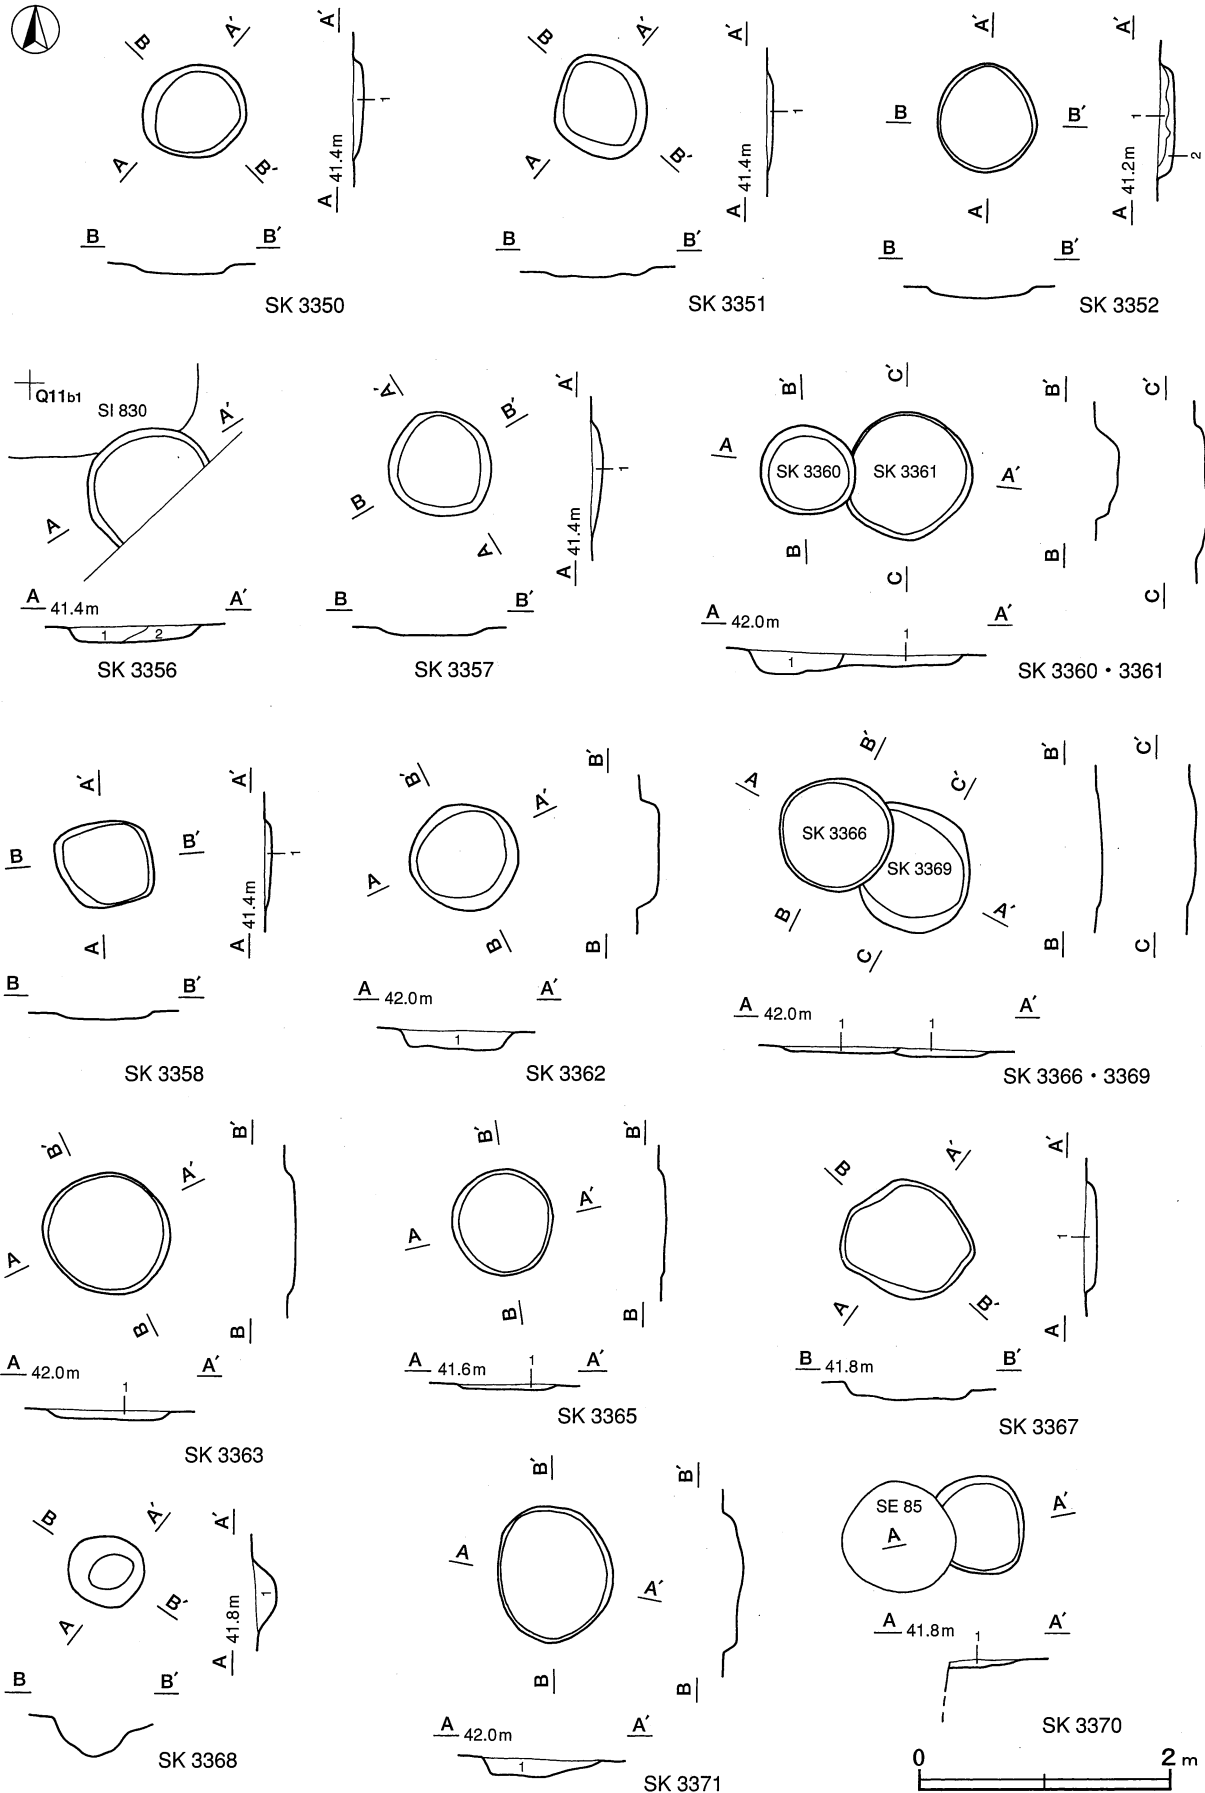 B A′ A′
A B′ A 41.4m 1
B B′
SK 3350
B A′ A′
A B′ A 41.4m 1
B B′
SK 3351
A′ A′
B B′
A A 41.2m 1 2
B B′
SK 3352
Q11b1
SI 830
A′
A
A 41.4m A′
1 2
SK 3356
A′ B′ A′
B A A 41.4m 1
B B′
SK 3357
B′ C′ B′ C′
A SK 3360 SK 3361 A′
B C B C
A 42.0m A′
1 1
SK 3360・3361
A′ A′
B B′
A A 41.4m 1
B B′
SK 3358
B′ B′
A A′
B B
A 42.0m A′
1
SK 3362
B′ C′ B′ C′
A SK 3366
SK 3369
B C A′ B C
A 42.0m A′
1 1
SK 3366・3369
B′ B′
A A′
B B
A 42.0m A′
1
SK 3363
B′ B′
A A′
B B
A 41.6m A′
1
SK 3365
B A′ A′
A B′ A 1
B 41.8m B′
SK 3367
B A′ A′
A B′ A 41.8m 1
B B′
SK 3368
B′ B′
A A′
B B
A 42.0m A′
1
SK 3371
SE 85
A A′
A 41.8m A′
1
SK 3370
0 2 m